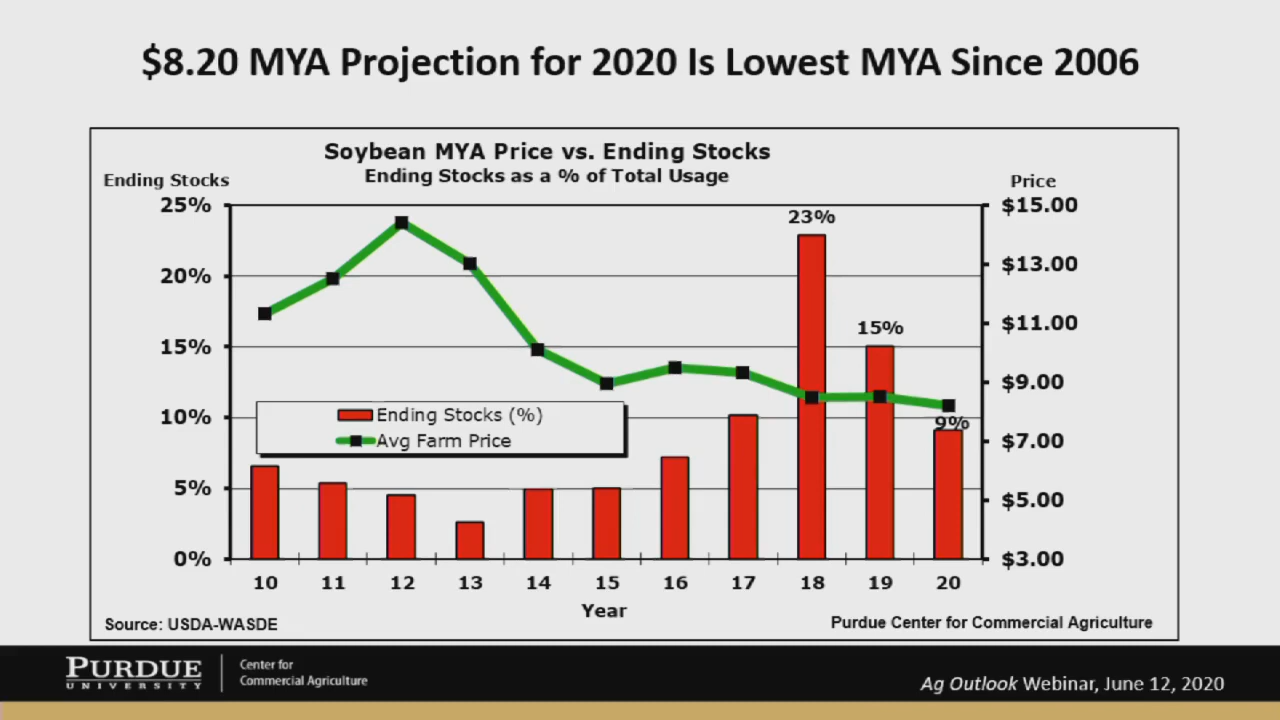 $8.20 MYA Projection for 2020 Is Lowest MYA Since 2006
Soybean MYA Price vs. Ending Stocks
Ending Stocks as a % of Total Usage
Ending Stocks
Price
25%
20%
15%
10%
5%
0%
$15.00
$13.00
$11.00
$9.00
$7.00
$5.00
$3.00
23%
15%
9%
Ending Stocks (%)
Avg Farm Price
10 11 12 13 14 15 16 17 18 19 20
Year
Source: USDA-WASDE
Purdue Center for Commercial Agriculture
PURDUE
UNIVERSITY
Center for
Commercial Agriculture
Ag Outlook Webinar, June 12, 2020